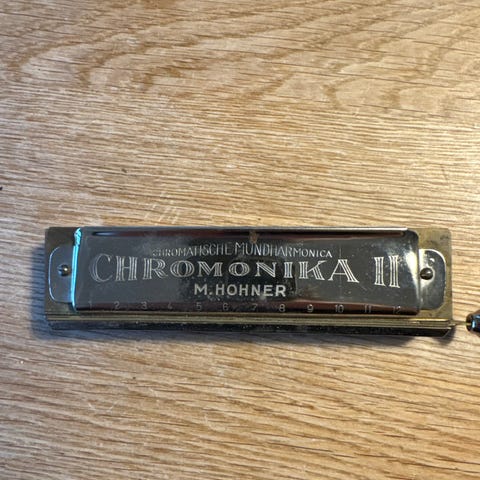 CHROMATISCHE MUNDHARMONICA
CHROMONIKA II
M. HOHNER
1 2 3 4 5 6 7 8 9 10 11 12